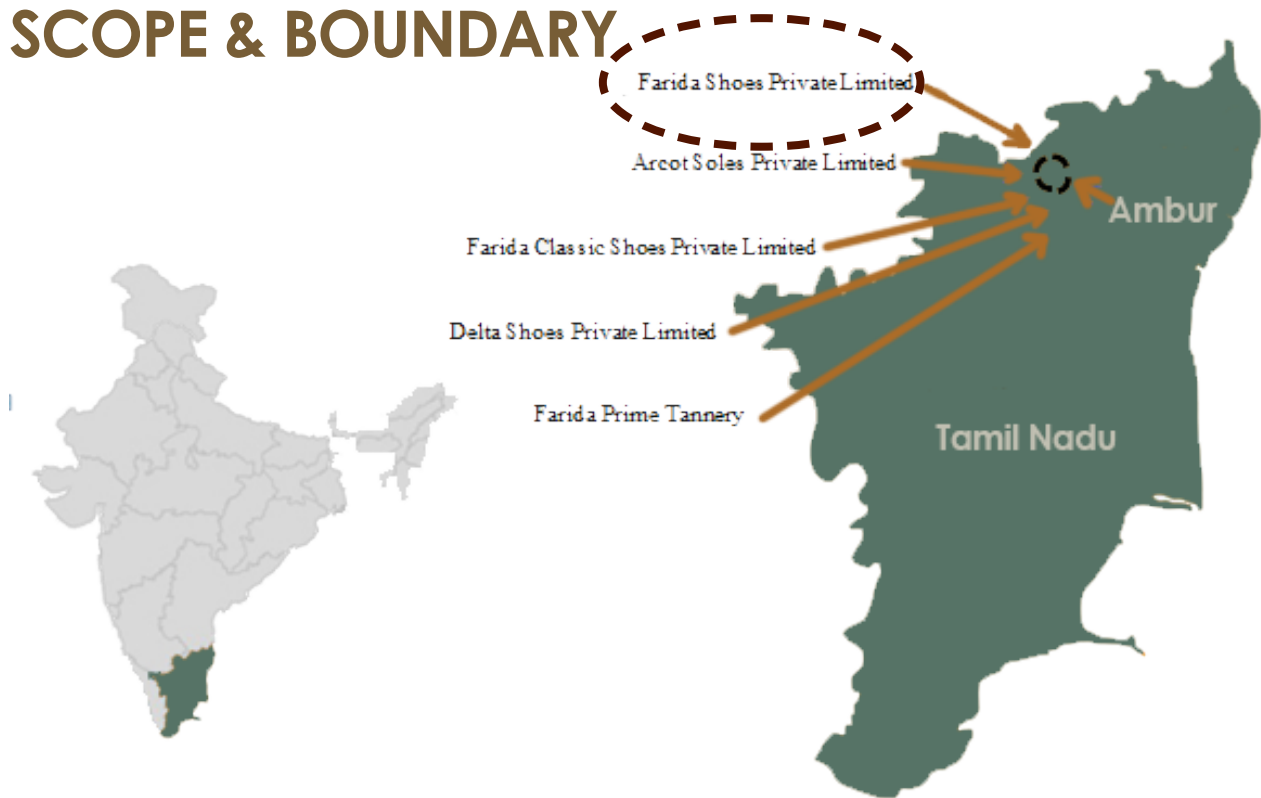 SCOPE & BOUNDARY
Farida Shoes Private Limited
Arcot Soles Private Limited
Ambur
Farida Classic Shoes Private Limited
Delta Shoes Private Limited
Farida Prime Tannery
Tamil Nadu